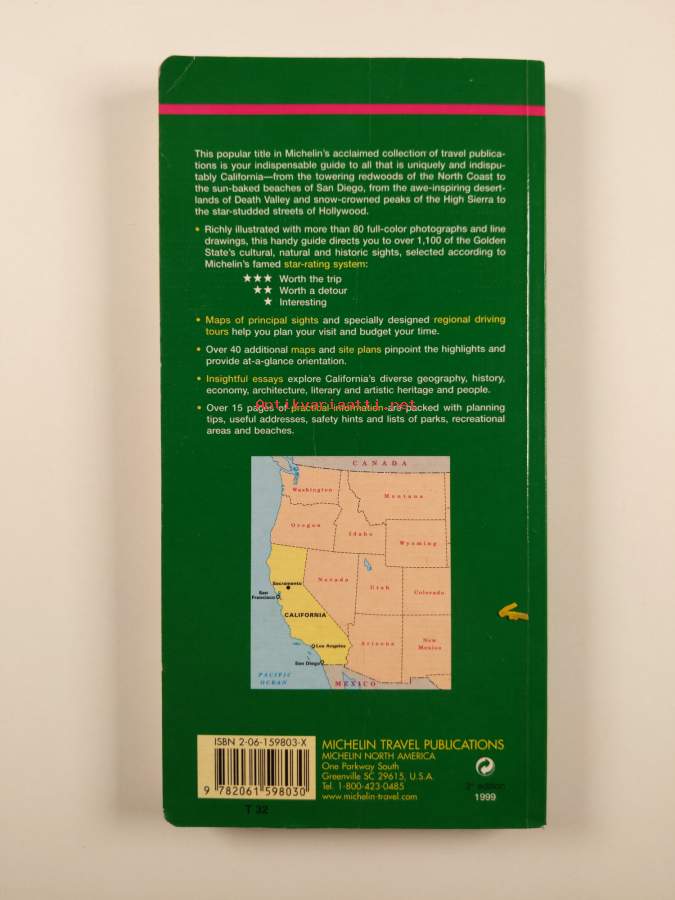 This popular title in Michelin's acclaimed collection of travel publica-
tions is your indispensable guide to all that is uniquely and indispu-
tably California—from the towering redwoods of the North Coast to
the sun-baked beaches of San Diego, from the awe-inspiring desert-
lands of Death Valley and snow-crowned peaks of the High Sierra to
the star-studded streets of Hollywood.
• Richly illustrated with more than 80 full-color photographs and line
drawings, this handy guide directs you to over 1,100 of the Golden
State's cultural, natural and historic sights, selected according to
Michelin's famed star-rating system:
★★★ Worth the trip
★★ Worth a detour
★ Interesting
• Maps of principal sights and specially designed regional driving
tours help you plan your visit and budget your time.
• Over 40 additional maps and site plans pinpoint the highlights and
provide at-a-glance orientation.
• Insightful essays explore California's diverse geography, history,
economy, architecture, literary and artistic heritage and people.
Antikvariaatti.net
• Over 15 pages of practical information are packed with planning
tips, useful addresses, safety hints and lists of parks, recreational
areas and beaches.
CANADA
Washington
Montana
Oregon
Idaho
Wyoming
Nevada
Utah
Colorado
Sacramento
San
Francisco
CALIFORNIA
Los Angeles
Arizona
New
Mexico
San Diego
PACIFIC
OCEAN
MEXICO
ISBN 2-06-159803-X
9 782061 598030
T 32
MICHELIN TRAVEL PUBLICATIONS
MICHELIN NORTH AMERICA
One Parkway South
Greenville SC 29615, U.S.A.
Tel. 1-800-423-0485
www.michelin-travel.com
edition
1999